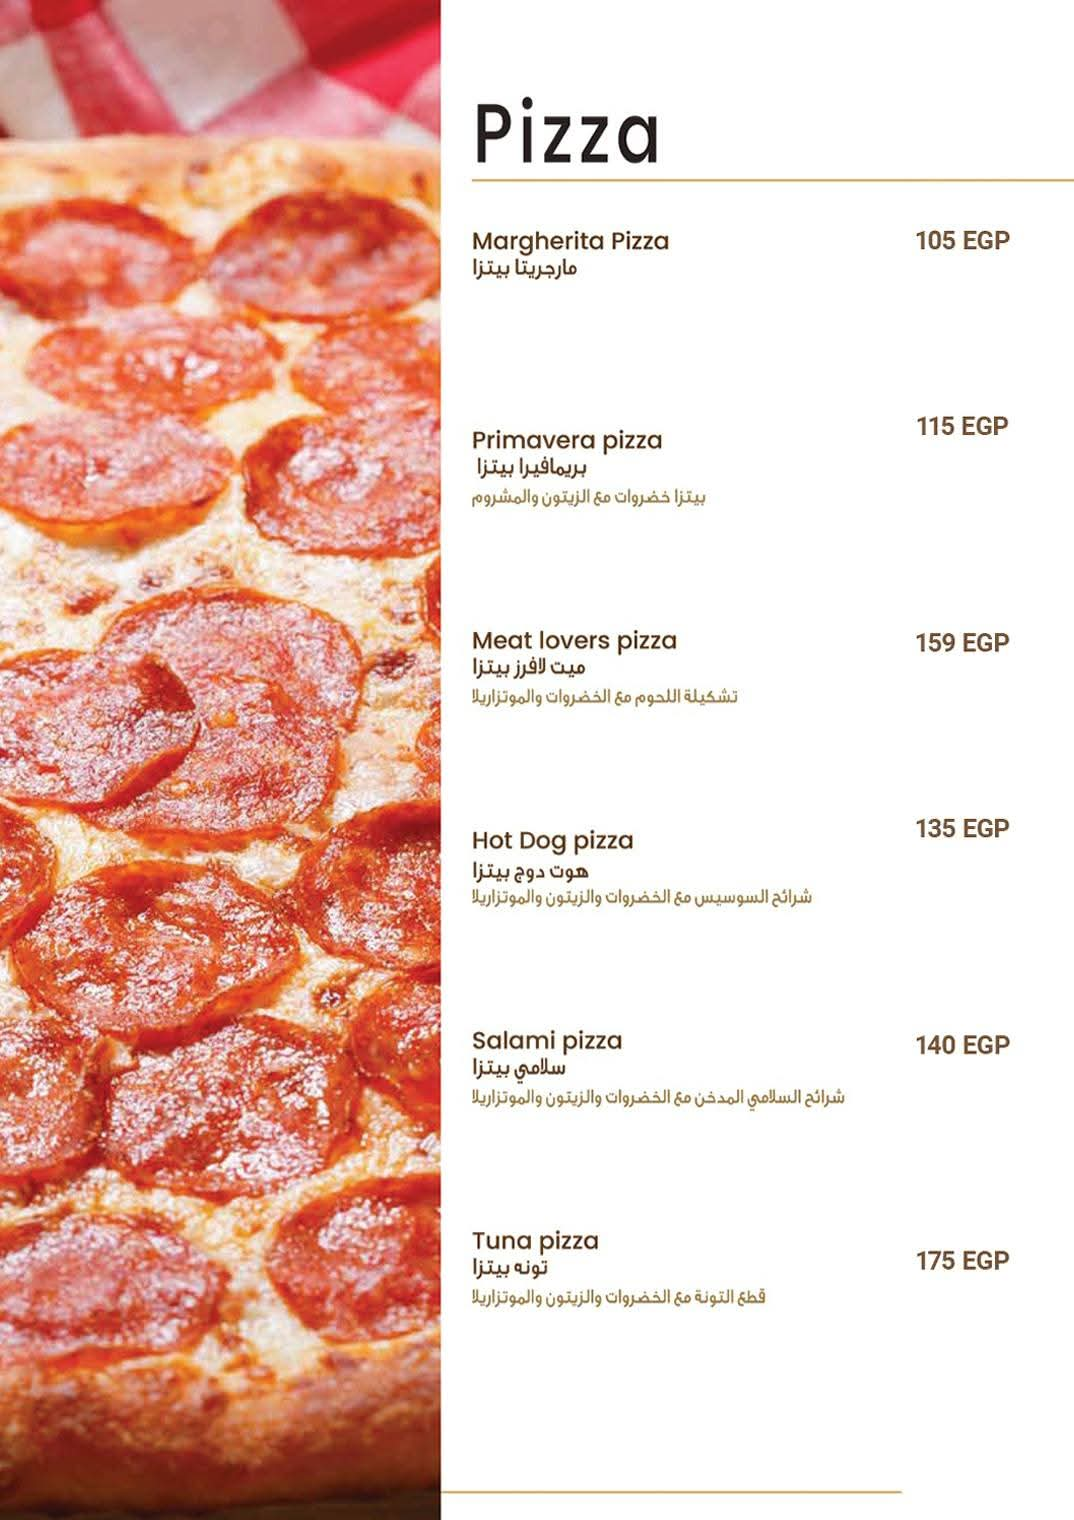 Pizza
Margherita Pizza 105 EGP
مارجريتا بيتزا
Primavera pizza 115 EGP
بريمافيرا بيتزا
بيتزا خضروات مع الزيتون والمشروم
Meat lovers pizza 159 EGP
ميت لافرز بيتزا
تشكيلة اللحوم مع الخضروات والموتزاريلا
Hot Dog pizza 135 EGP
هوت دوج بيتزا
شرائح السوسيس مع الخضروات والزيتون والموتزاريلا
Salami pizza 140 EGP
سلامي بيتزا
شرائح السلامي المدخن مع الخضروات والزيتون والموتزاريلا
Tuna pizza 175 EGP
تونه بيتزا
قطع التونة مع الخضروات والزيتون والموتزاريلا